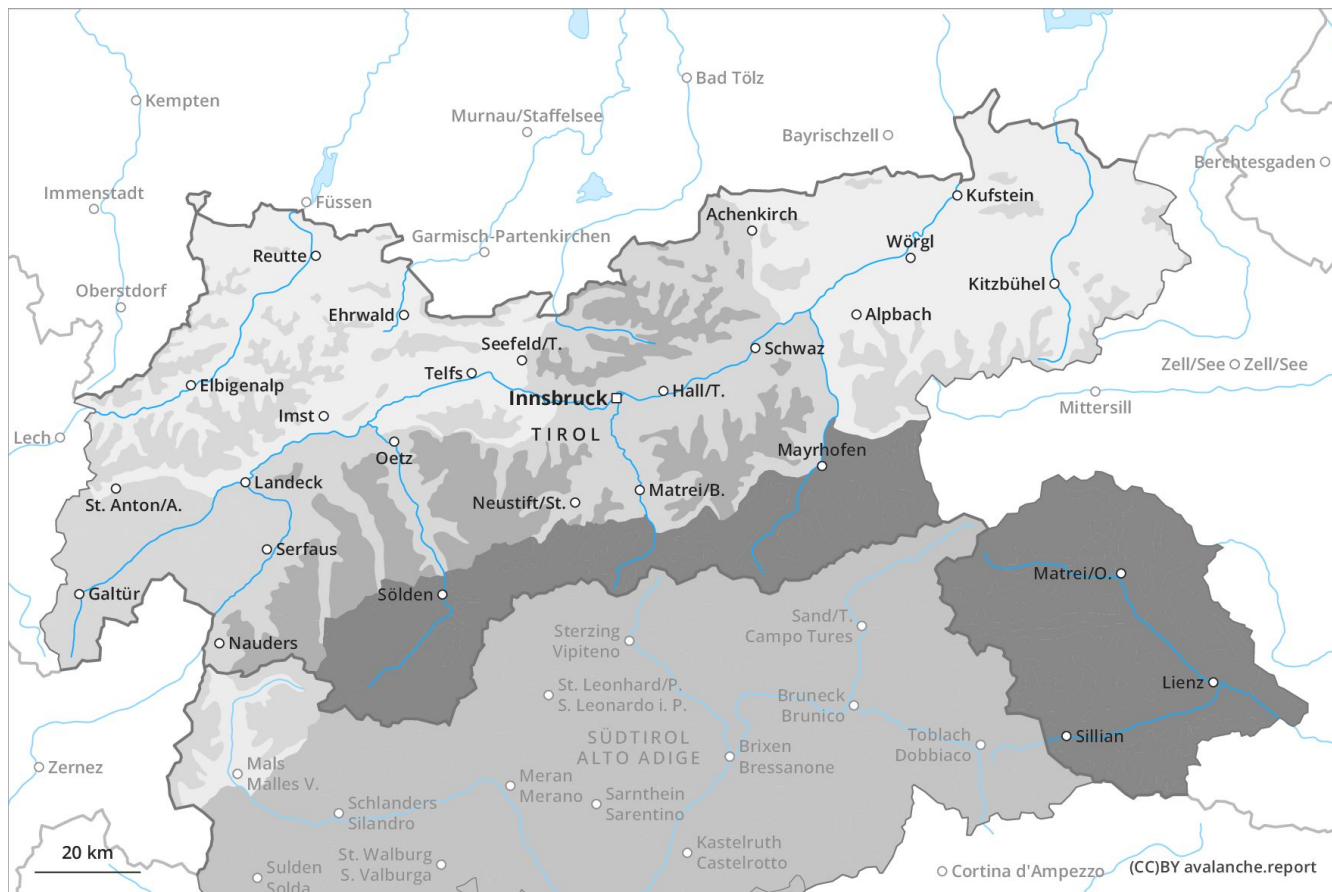 Bad Tölz
Kempten
Murnau/Staffelsee
Bayrischzell
Berchtesgaden
Immenstadt
Kufstein
Füssen
Achenkirch
Garmisch-Partenkirchen
Wörgl
Reutte
Kitzbühel
Oberstdorf
Ehrwald
Alpbach
Seefeld/T.
Schwaz
Zell/See
Zell/See
Telfs
Elbigenalp
Hall/T.
Mittersill
Innsbruck
Imst
TIROL
Lech
Mayrhofen
Oetz
Landeck
Matrei/B.
St. Anton/A.
Neustift/St.
Serfaus
Matrei/O.
Galtür
Sölden
Sand/T.
Campo Tures
Sterzing
Vipiteno
Nauders
Lienz
St. Leonhard/P.
S. Leonardo i. P.
Bruneck
Brunico
SÜDTIROL
ALTO ADIGE
Toblach
Dobbiaco
Sillian
Brixen
Bressanone
Zernez
Mals
Malles V.
Meran
Merano
Sarnthein
Sarentino
Schlanders
Silandro
Kastelruth
Castelrotto
20 km
St. Walburg
S. Valburga
Sulden
Solda
Cortina d'Ampezzo
(CC)BY avalanche.report